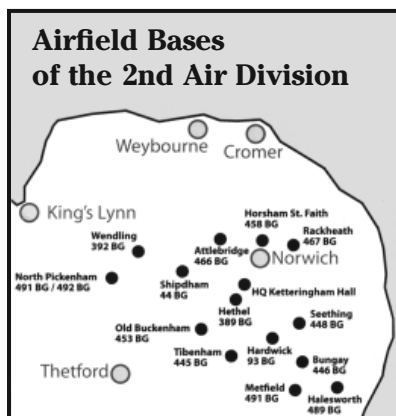 Airfield Bases
of the 2nd Air Division
Weybourne
Cromer
King's Lynn
Horsham St. Faith
458 BG
Rackheath
467 BG
Wendling
392 BG
Attlebridge
466 BG
Norwich
North Pickenham
491 BG / 492 BG
Shipdham
44 BG
HQ Ketteringham Hall
Hethel
389 BG
Seething
448 BG
Old Buckenham
453 BG
Tibenham
445 BG
Hardwick
93 BG
Bungay
446 BG
Thetford
Metfield
491 BG
Halesworth
489 BG